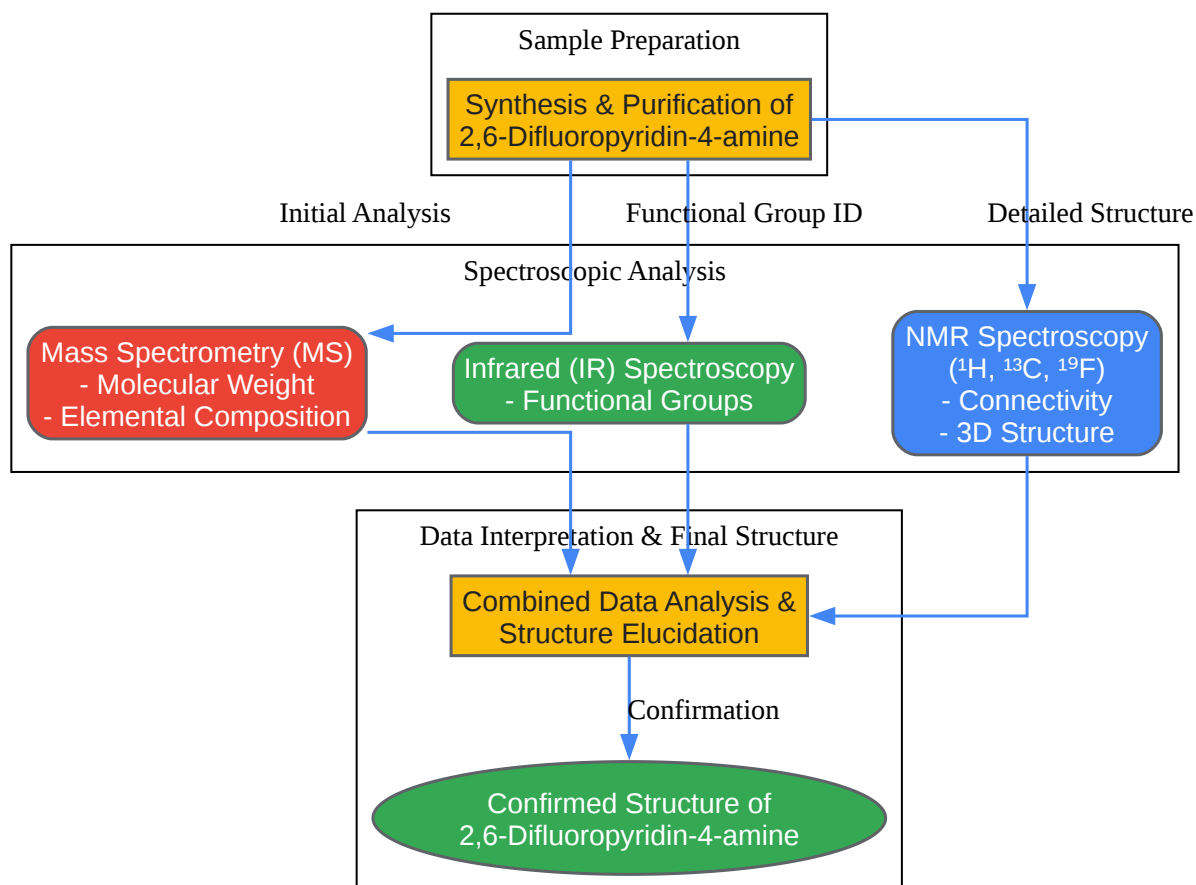 Sample Preparation
Synthesis & Purification of
2,6-Difluoropyridin-4-amine
Initial Analysis
Functional Group ID
Detailed Structure
Spectroscopic Analysis
Mass Spectrometry (MS)
- Molecular Weight
- Elemental Composition
Infrared (IR) Spectroscopy
- Functional Groups
NMR Spectroscopy
(¹H, ¹³C, ¹⁹F)
- Connectivity
- 3D Structure
Data Interpretation & Final Structure
Combined Data Analysis &
Structure Elucidation
Confirmation
Confirmed Structure of
2,6-Difluoropyridin-4-amine